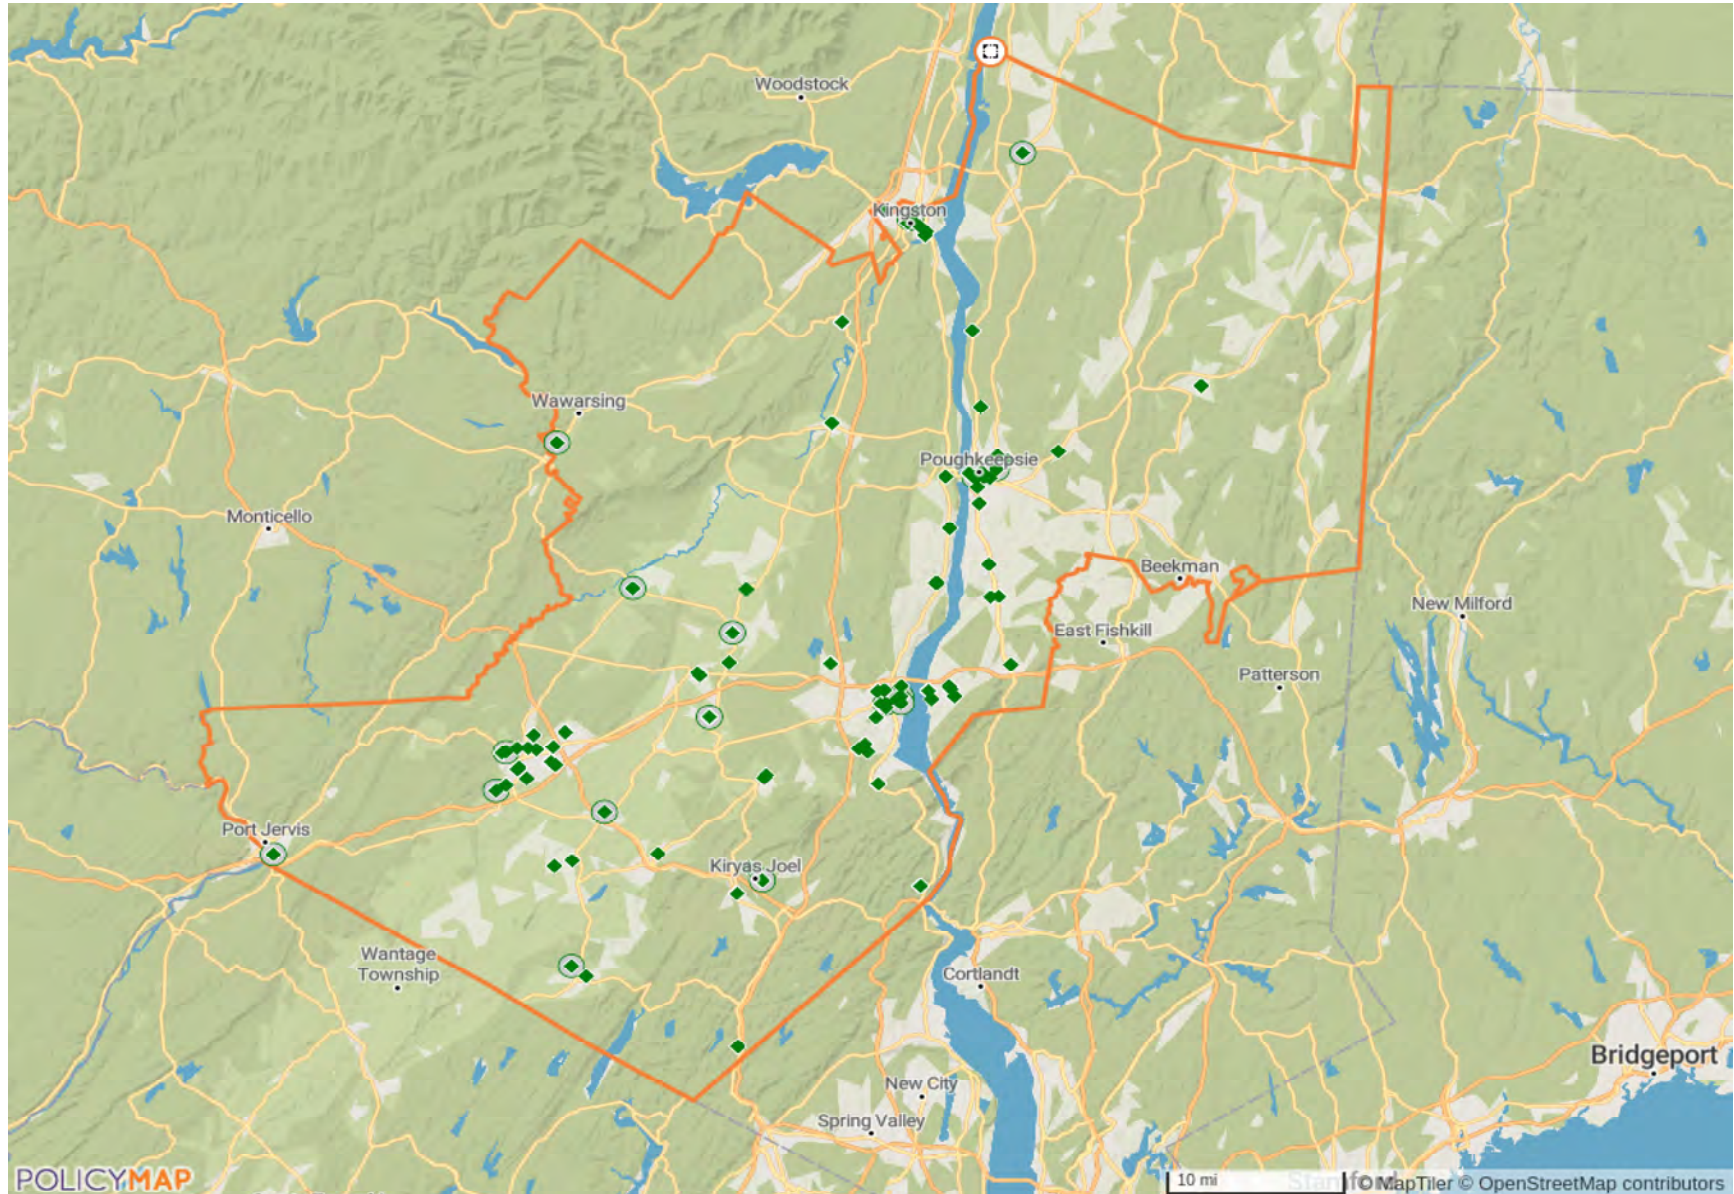 Woodstock
Kingston
Wawarsing
Poughkeepsie
Monticello
Beekman
New Milford
East Fishkill
Patterson
Port Jervis
Kiryas Joel
Wantage
Township
Cortlandt
Bridgeport
New City
Spring Valley
POLICYMAP
10 mi
Stamford
© MapTiler © OpenStreetMap contributors